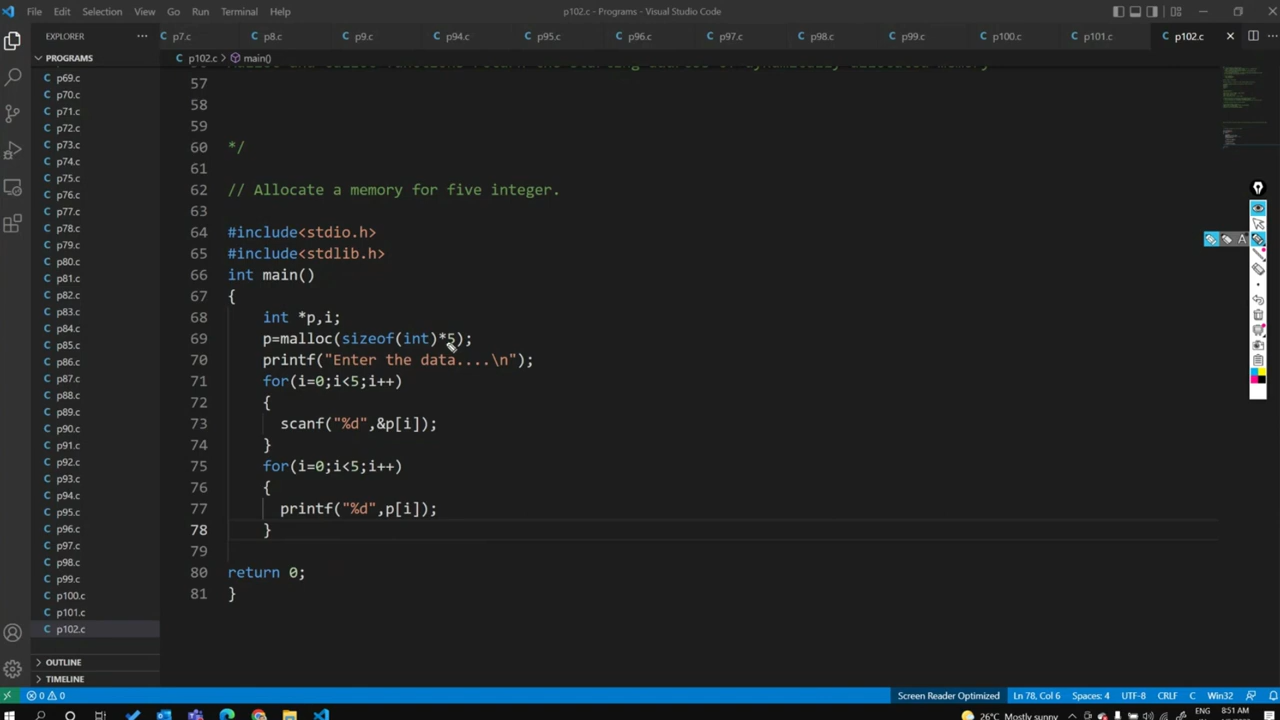 File Edit Selection View Go Run Terminal Help
p102.c - Programs - Visual Studio Code
EXPLORER
p7.c p8.c p9.c p94.c p95.c p96.c p97.c p98.c p99.c p100.c p101.c p102.c
PROGRAMS
p102.c > main()
C p69.c
C p70.c
C p71.c
C p72.c
C p73.c
C p74.c
C p75.c
C p76.c
C p77.c
C p78.c
C p79.c
C p80.c
C p81.c
C p82.c
C p83.c
C p84.c
C p85.c
C p86.c
C p87.c
C p88.c
C p89.c
C p90.c
C p91.c
C p92.c
C p93.c
C p94.c
C p95.c
C p96.c
C p97.c
C p98.c
C p99.c
C p100.c
C p101.c
C p102.c
OUTLINE
TIMELINE
57
58
59
60 */
61
62 // Allocate a memory for five integer.
63
64 #include<stdio.h>
65 #include<stdlib.h>
66 int main()
67 {
68 int *p,i;
69 p=malloc(sizeof(int)*5);
70 printf("Enter the data....\n");
71 for(i=0;i<5;i++)
72 {
73 scanf("%d",&p[i]);
74 }
75 for(i=0;i<5;i++)
76 {
77 printf("%d",p[i]);
78 }
79
80 return 0;
81 }
A
0 0
Screen Reader Optimized Ln 78, Col 6 Spaces: 4 UTF-8 CRLF C Win32
26°C Mostly sunny
ENG
8:51 AM